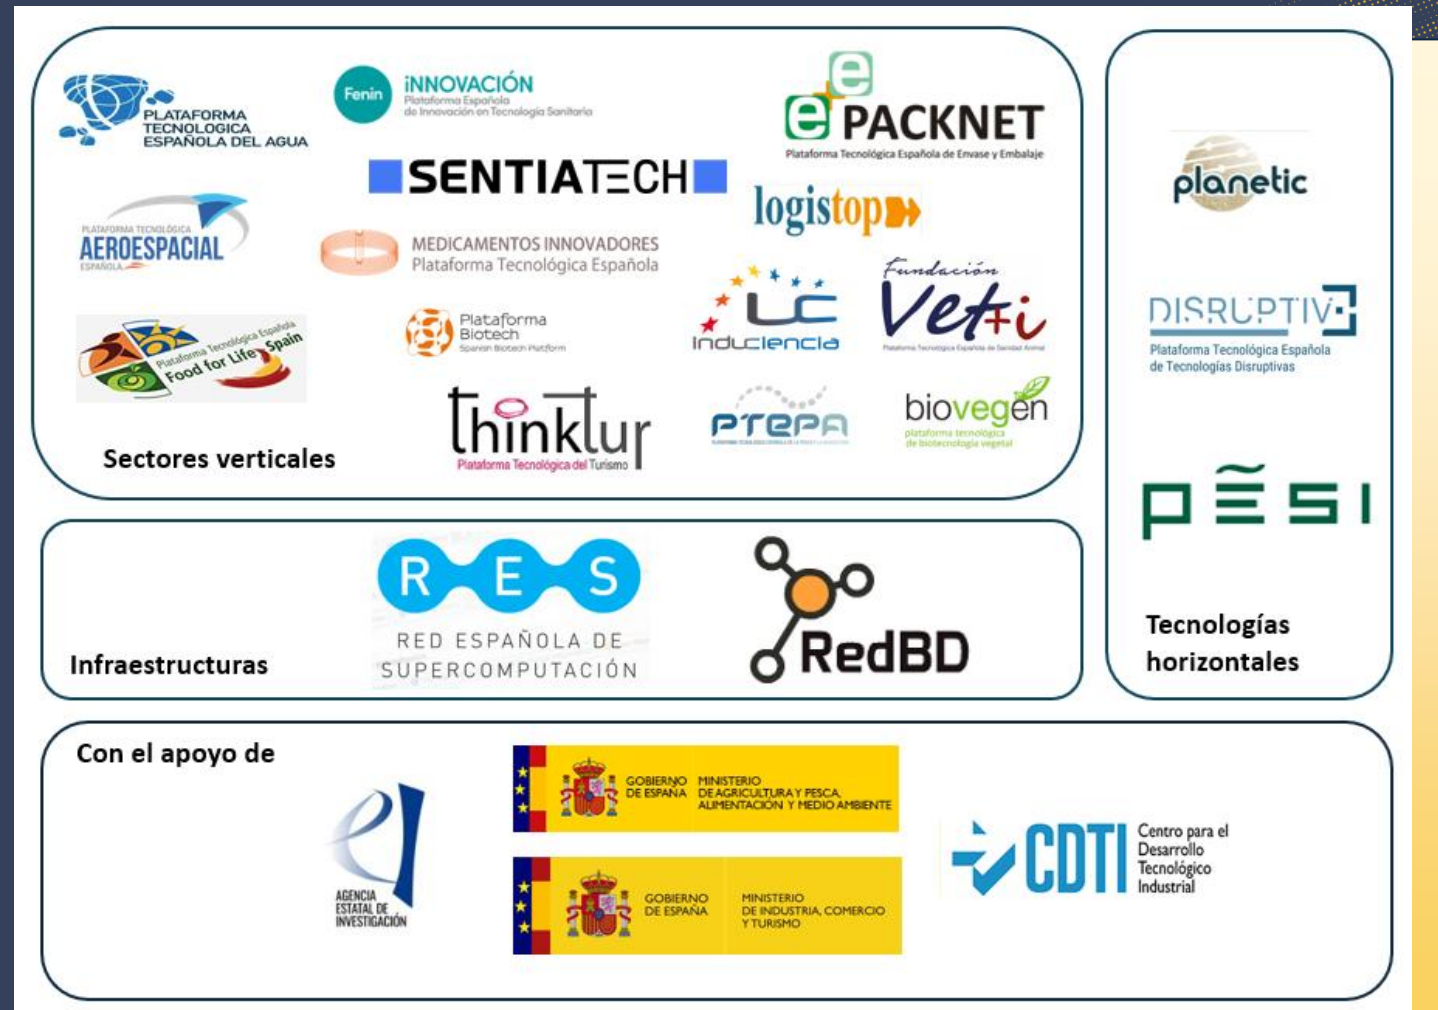 PLATAFORMA
TECNOLOGICA
ESPAÑOLA DEL AGUA
Fenin
iNNOVACIÓN
Plataforma Española
de Innovación en Tecnología Sanitaria
e
e
PACKNET
Plataforma Tecnológica Española de Envase y Embalaje
SENTIATECH
logistop
PLATAFORMA TECNOLÓGICA
AEROESPACIAL
ESPAÑOLA
MEDICAMENTOS INNOVADORES
Plataforma Tecnológica Española
Plataforma Tecnológica Española
Food for Life Spain
Plataforma
Biotech
Spanish Biotech Platform
inducciencia
Fundación
Vet+i
Plataforma Tecnológica Española de Sanidad Animal
thinktur
Plataforma Tecnológica del Turismo
PTEPA
biovegen
plataforma tecnológica
de biotecnología vegetal
Sectores verticales
planetic
DISRUPTIV
Plataforma Tecnológica Española
de Tecnologías Disruptivas
PESI
Tecnologías
horizontales
RES
RED ESPAÑOLA DE
SUPERCOMPUTACIÓN
RedBD
Infraestructuras
Con el apoyo de
AGENCIA
ESTATAL DE
INVESTIGACIÓN
GOBIERNO
DE ESPAÑA
MINISTERIO
DE AGRICULTURA Y PESCA,
ALIMENTACIÓN Y MEDIO AMBIENTE
GOBIERNO
DE ESPAÑA
MINISTERIO
DE INDUSTRIA, COMERCIO
Y TURISMO
CDTI
Centro para el
Desarrollo
Tecnológico
Industrial